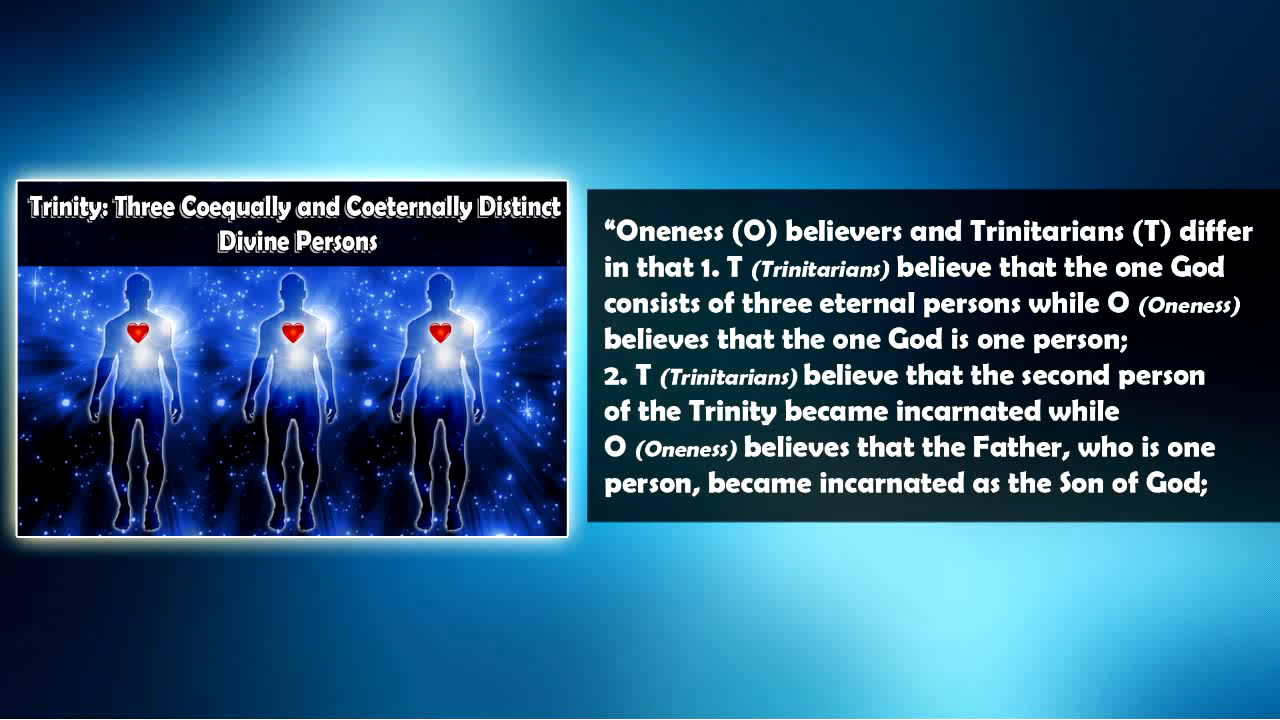 Trinity: Three Coequally and Coeternally Distinct
Divine Persons
“Oneness (O) believers and Trinitarians (T) differ
in that 1. T (Trinitarians) believe that the one God
consists of three eternal persons while O (Oneness)
believes that the one God is one person;
2. T (Trinitarians) believe that the second person
of the Trinity became incarnated while
O (Oneness) believes that the Father, who is one
person, became incarnated as the Son of God;